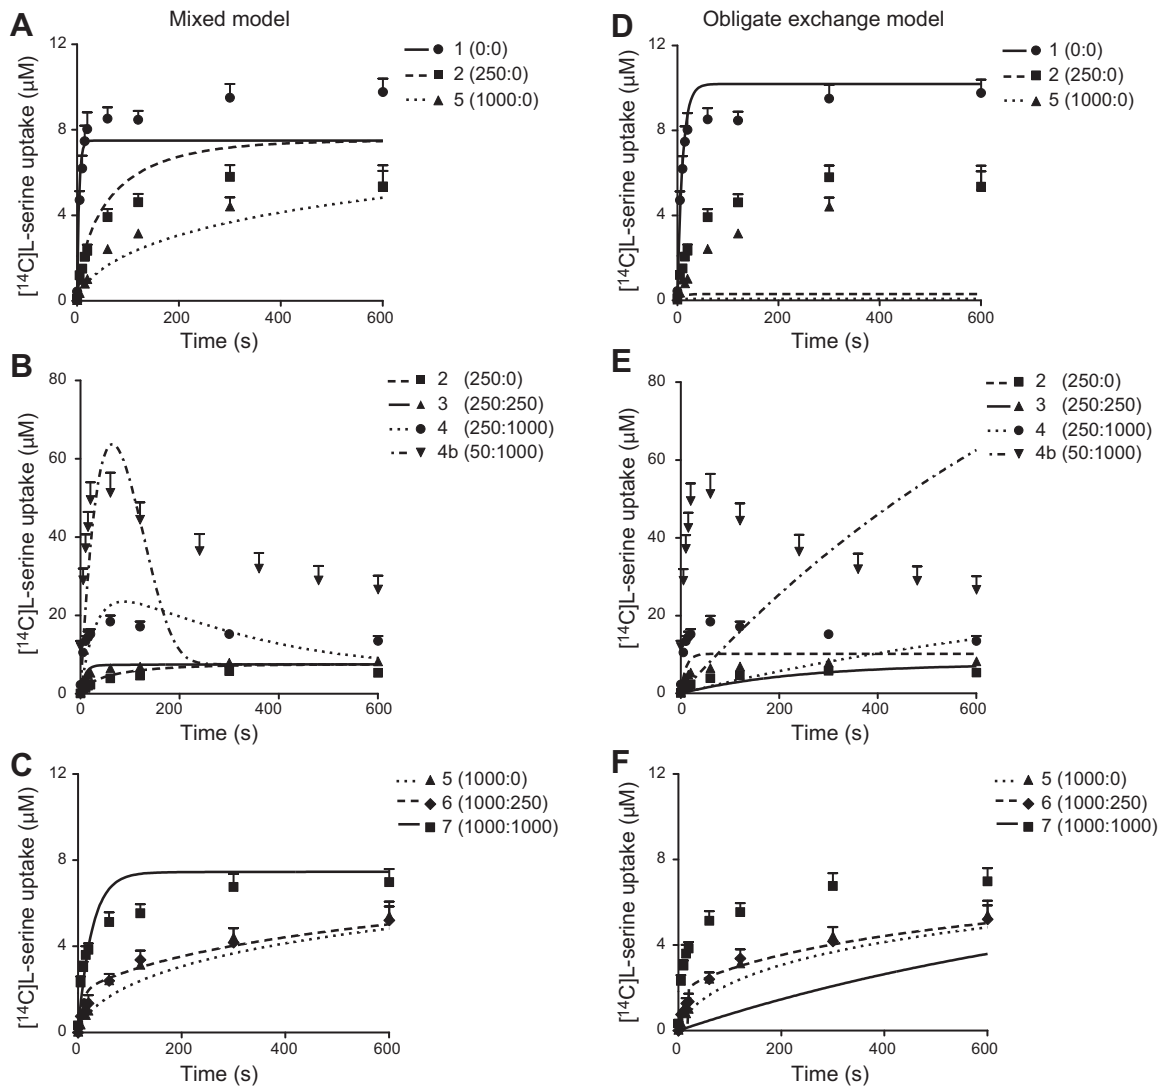 A
Mixed model
[¹⁴C]L-serine uptake (µM)
12
8
4
0
0 200 400 600
Time (s)
1 (0:0)
2 (250:0)
5 (1000:0)
D
Obligate exchange model
[¹⁴C]L-serine uptake (µM)
12
8
4
0
0 200 400 600
Time (s)
1 (0:0)
2 (250:0)
5 (1000:0)
B
[¹⁴C]L-serine uptake (µM)
80
60
40
20
0
0 200 400 600
Time (s)
2 (250:0)
3 (250:250)
4 (250:1000)
4b (50:1000)
E
[¹⁴C]L-serine uptake (µM)
80
60
40
20
0
0 200 400 600
Time (s)
2 (250:0)
3 (250:250)
4 (250:1000)
4b (50:1000)
C
[¹⁴C]L-serine uptake (µM)
12
8
4
0
0 200 400 600
Time (s)
5 (1000:0)
6 (1000:250)
7 (1000:1000)
F
[¹⁴C]L-serine uptake (µM)
12
8
4
0
0 200 400 600
Time (s)
5 (1000:0)
6 (1000:250)
7 (1000:1000)